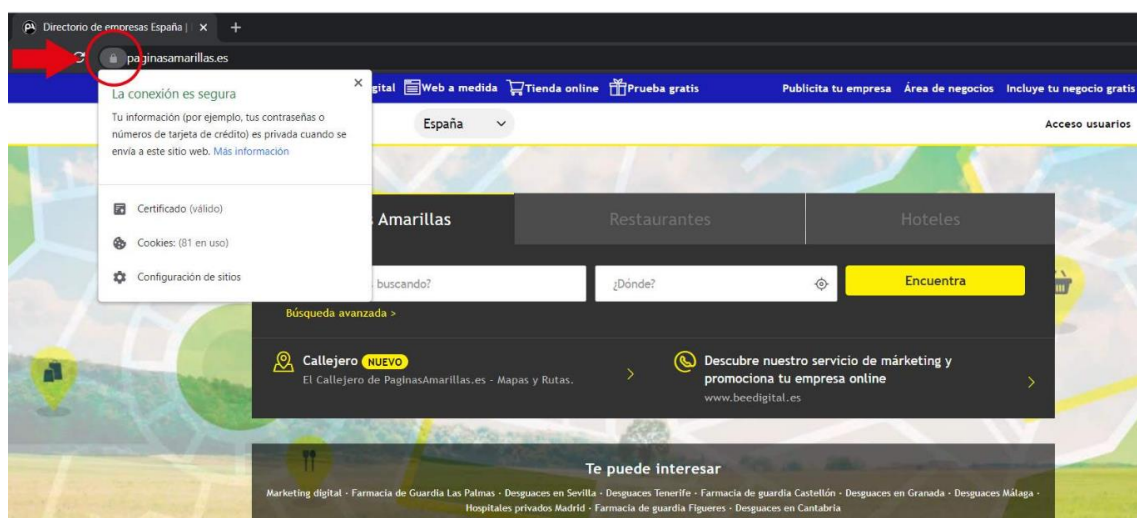 Directorio de empresas España |
paginasamarillas.es
La conexión es segura
Tu información (por ejemplo, tus contraseñas o
números de tarjeta de crédito) es privada cuando se
envía a este sitio web. Más información
Certificado (válido)
Cookies: (81 en uso)
Configuración de sitios
gital Web a medida Tienda online Prueba gratis Publicita tu empresa Área de negocios Incluye tu negocio gratis
España Acceso usuarios
Amarillas Restaurantes Hoteles
buscando? ¿Dónde? Encuentra
Búsqueda avanzada >
Callejero NUEVO
El Callejero de PaginasAmarillas.es - Mapas y Rutas.
Descubre nuestro servicio de márketing y
promociona tu empresa online
www.beedigital.es
Te puede interesar
Marketing digital · Farmacia de Guardia Las Palmas · Desguaces en Sevilla · Desguaces Tenerife · Farmacia de guardia Castellón · Desguaces en Granada · Desguaces Málaga ·
Hospitales privados Madrid · Farmacia de guardia Figueres · Desguaces en Cantabria